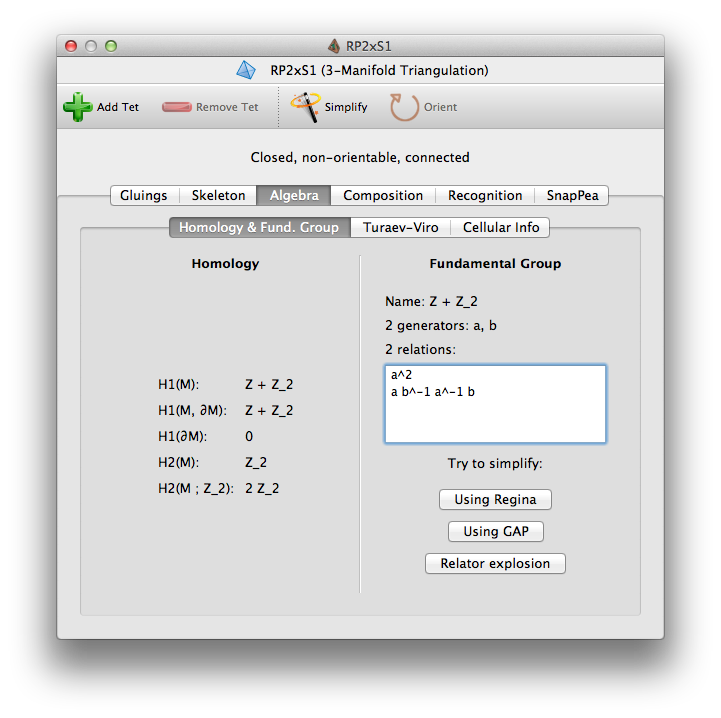 RP2xS1
RP2xS1 (3-Manifold Triangulation)
Add Tet Remove Tet Simplify Orient
Closed, non-orientable, connected
Gluings Skeleton Algebra Composition Recognition SnapPea
Homology & Fund. Group Turaev-Viro Cellular Info
Homology
H1(M): Z + Z_2
H1(M, ∂M): Z + Z_2
H1(∂M): 0
H2(M): Z_2
H2(M ; Z_2): 2 Z_2
Fundamental Group
Name: Z + Z_2
2 generators: a, b
2 relations:
a^2
a b^-1 a^-1 b
Try to simplify:
Using Regina
Using GAP
Relator explosion